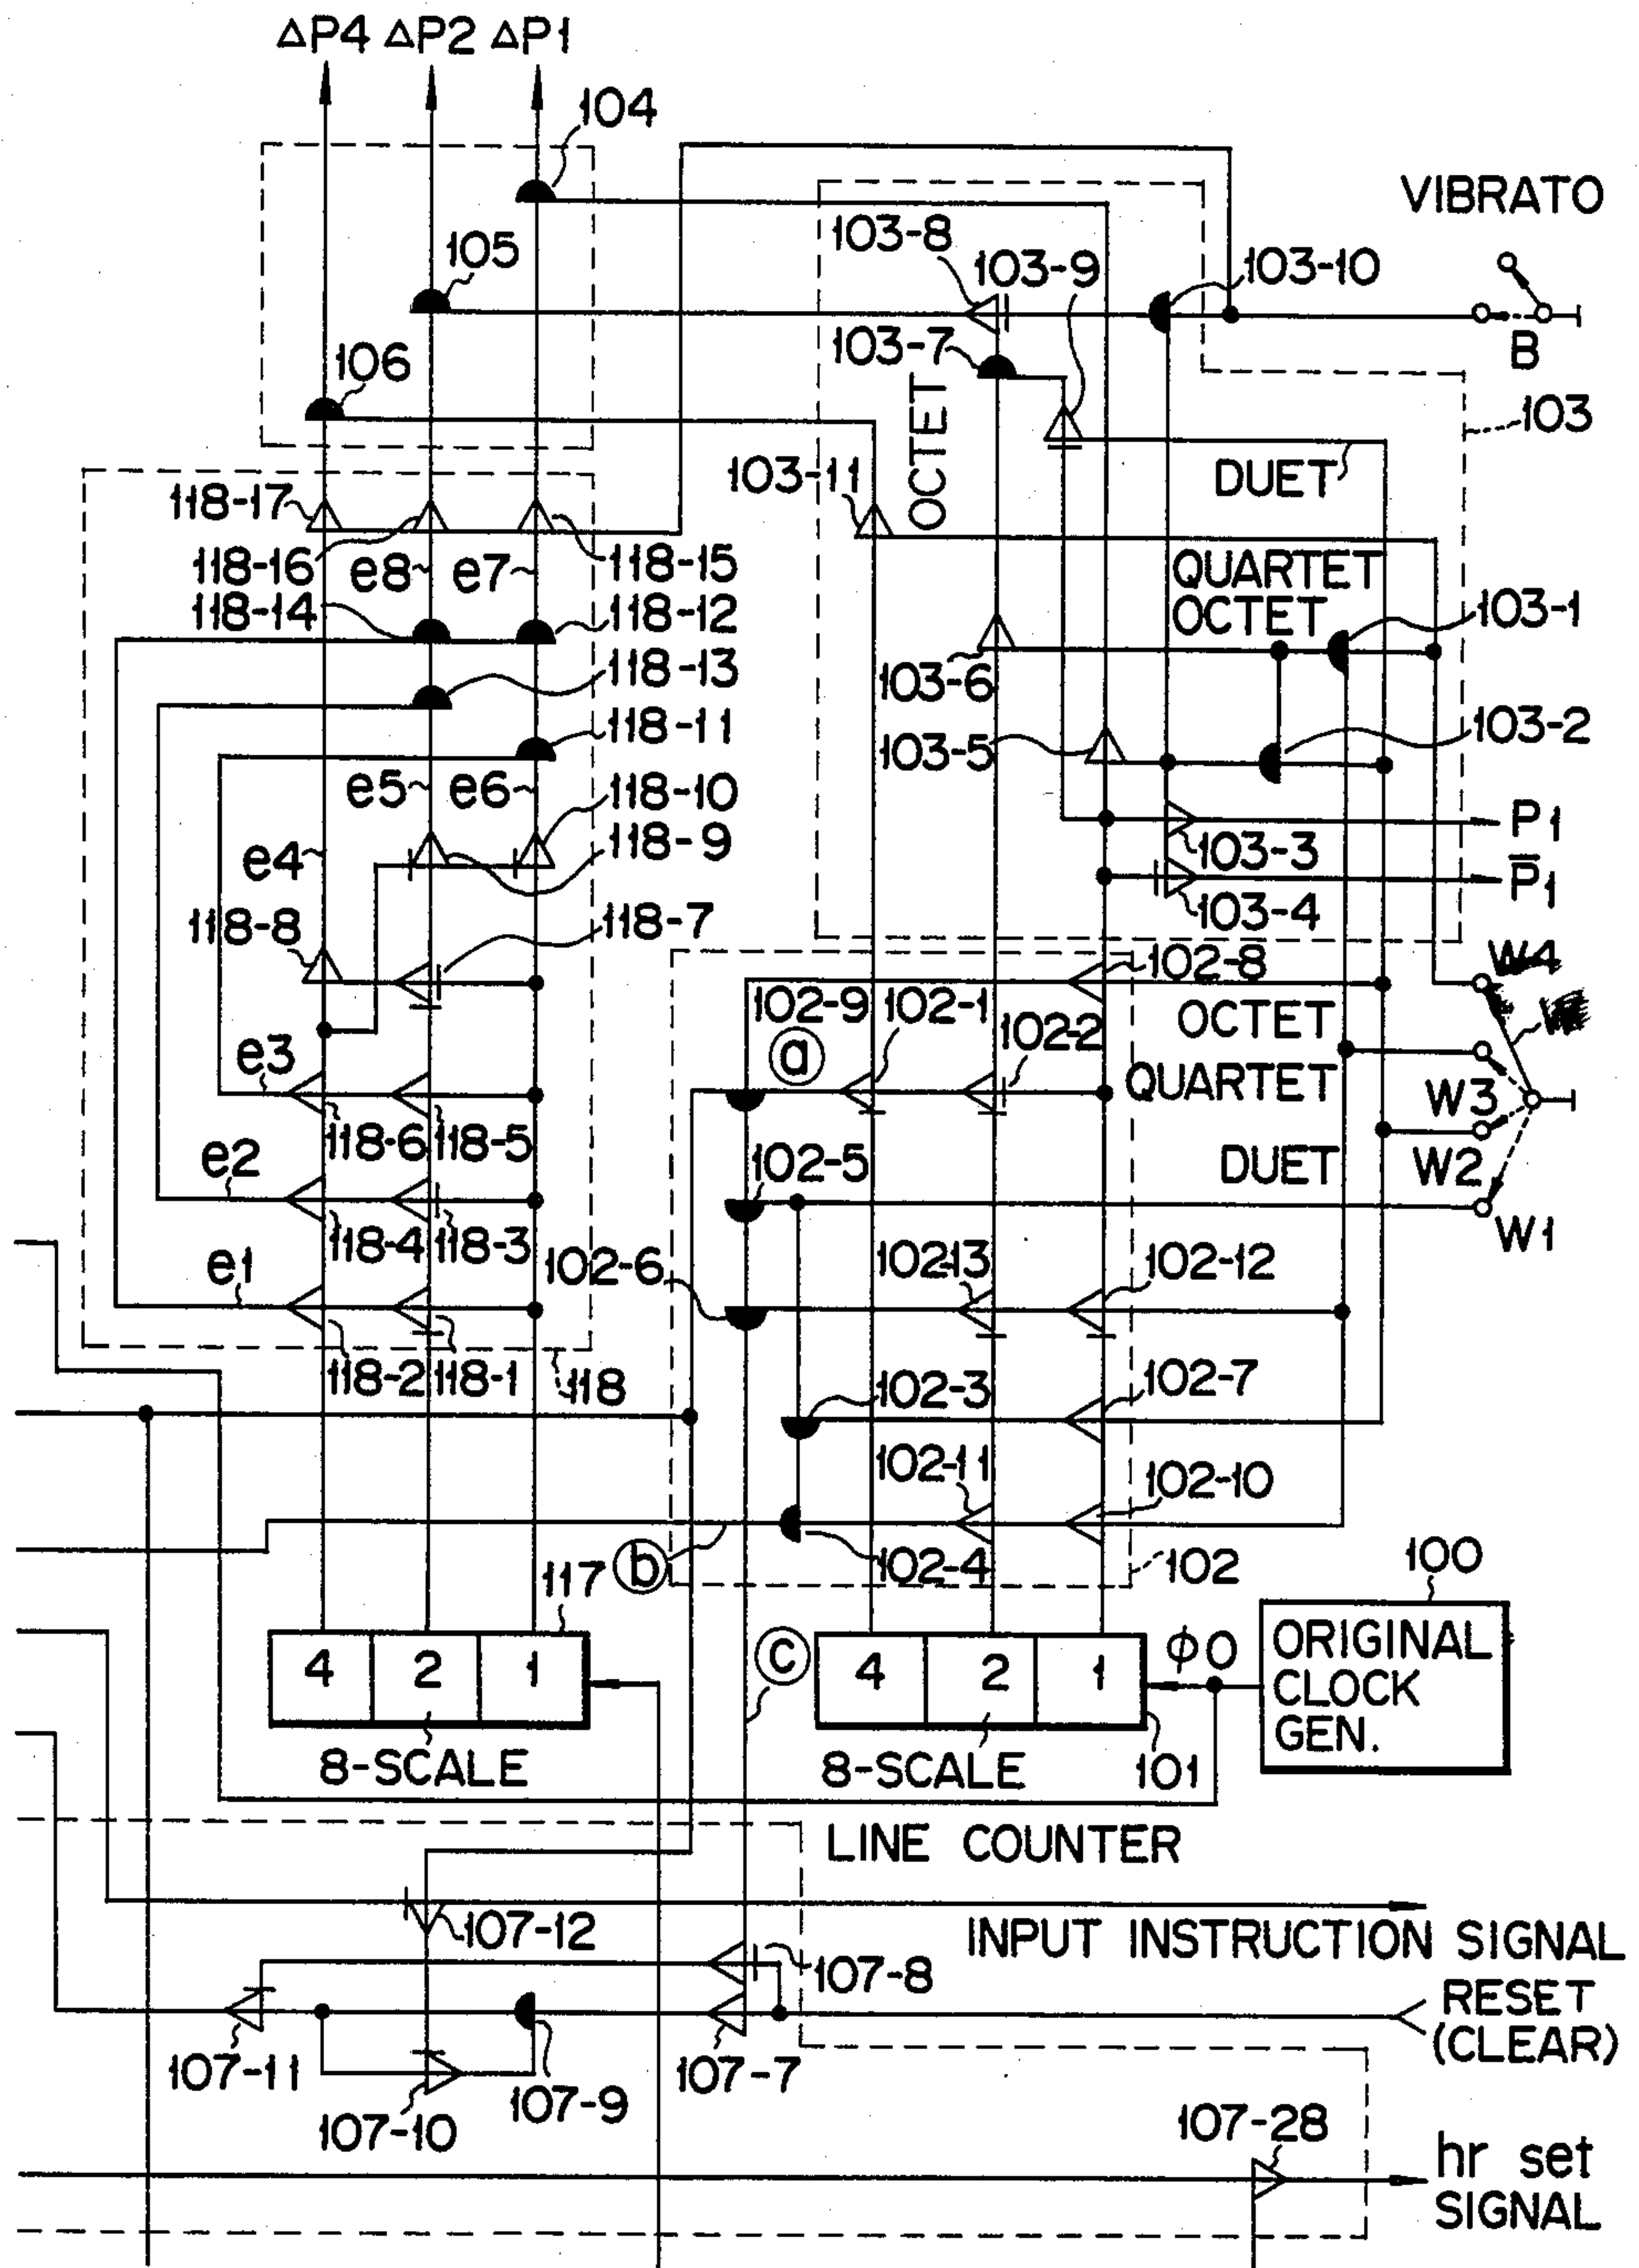 ΔP4 ΔP2 ΔP1
104
VIBRATO
103-8
105
103-9
103-10
103-7
B
106
OCTET
103
DUET
103-11
118-17
118-16
e8
e7
118-15
QUARTET
118-14
118-12
OCTET
103-1
118-13
103-6
118-11
103-5
103-2
e5
e6
118-10
P1
e4
118-9
103-3
P̅1
118-8
118-7
103-4
102-8
W4
102-9
102-1
OCTET
ⓐ
102-2
e3
QUARTET
W3
118-6
118-5
102-5
e2
DUET
W2
W1
118-4
118-3
102-6
102-13
102-12
e1
118-2
118-1
118
102-3
102-7
102-11
102-10
ⓑ
102-4
102
100
117
4 2 1
ⓒ
4 2 1
φ0
ORIGINAL
CLOCK
GEN.
8-SCALE
8-SCALE
101
LINE COUNTER
107-12
INPUT INSTRUCTION SIGNAL
107-8
RESET
(CLEAR)
107-11
107-7
107-9
107-10
107-28
hr set
SIGNAL